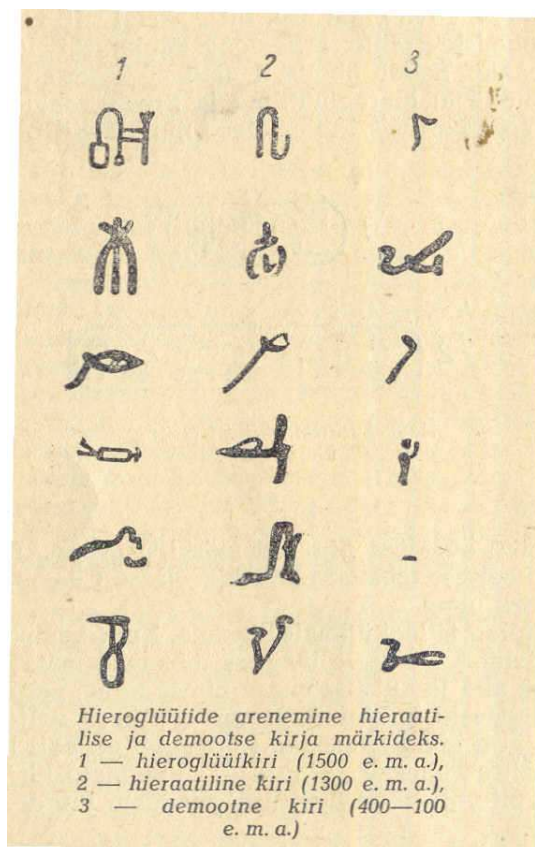 1 2 3
Hieroglüüfide arenemine hieraati-
lise ja demootse kirja märkideks.
1 — hieroglüüfkiri (1500 e. m. a.),
2 — hieraatiline kiri (1300 e. m. a.),
3 — demootne kiri (400—100
e. m. a.)